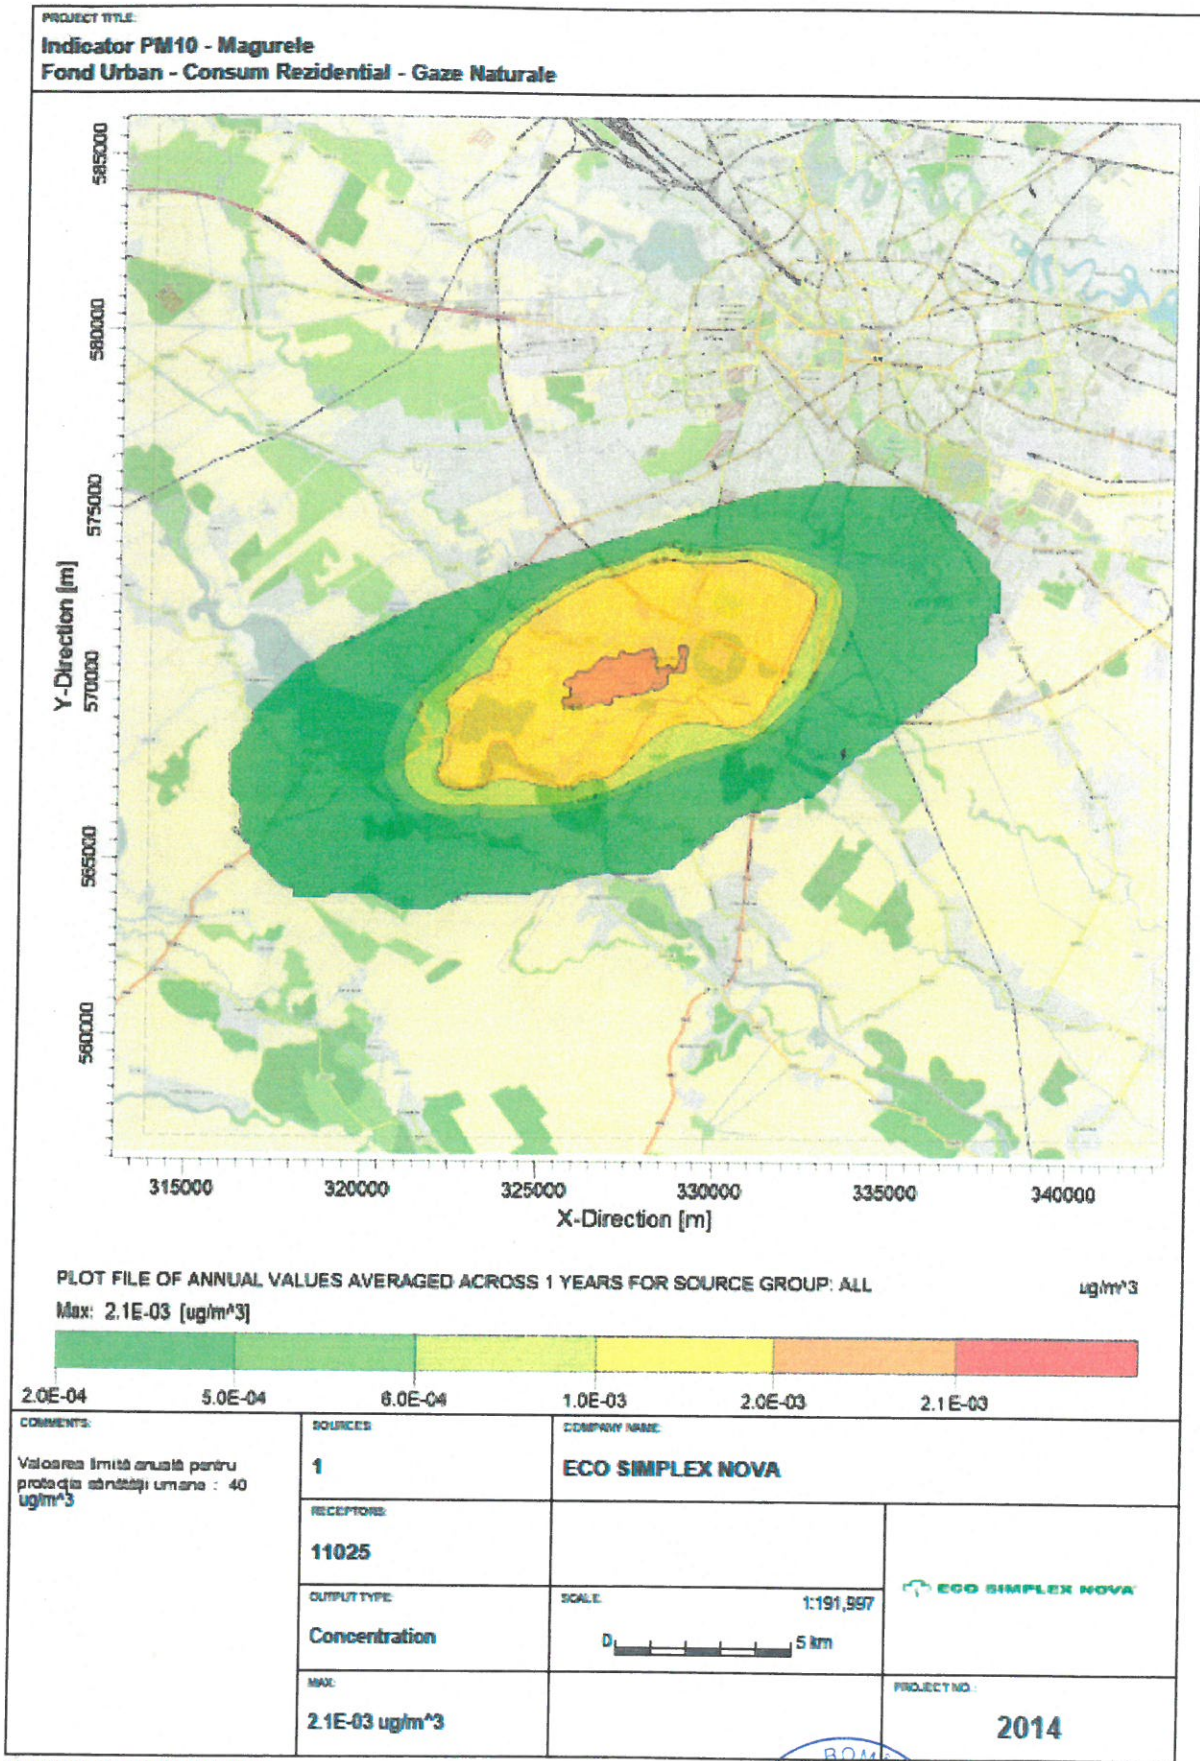 PROJECT TITLE:
Indicator PM10 - Magurele
Fond Urban - Consum Rezidential - Gaze Naturale
585000
580000
575000
570000
565000
560000
Y-Direction [m]
315000
320000
325000
330000
335000
340000
X-Direction [m]
PLOT FILE OF ANNUAL VALUES AVERAGED ACROSS 1 YEARS FOR SOURCE GROUP: ALL
ug/m^3
Max: 2.1E-03 [ug/m^3]
2.0E-04
5.0E-04
6.0E-04
1.0E-03
2.0E-03
2.1E-03
COMMENTS:
Valoarea limită anuală pentru
protecția sănătății umane : 40
ug/m^3
SOURCES:
1
COMPANY NAME:
ECO SIMPLEX NOVA
RECEPTORS:
11025
OUTPUT TYPE:
Concentration
SCALE:
1:191,997
0
5 km
ECO SIMPLEX NOVA
MAX:
2.1E-03 ug/m^3
PROJECT NO.:
2014